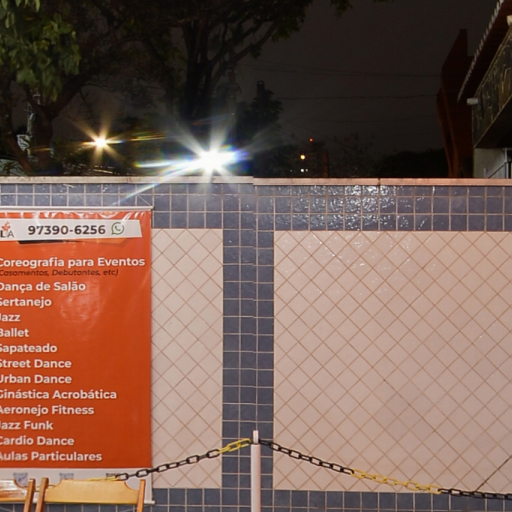 LA
97390-6256
Coreografia para Eventos
(Casamentos, Debutantes, etc)
Dança de Salão
Sertanejo
Jazz
Ballet
Sapateado
Street Dance
Urban Dance
Ginástica Acrobática
Aeronejo Fitness
Jazz Funk
Cardio Dance
Aulas Particulares